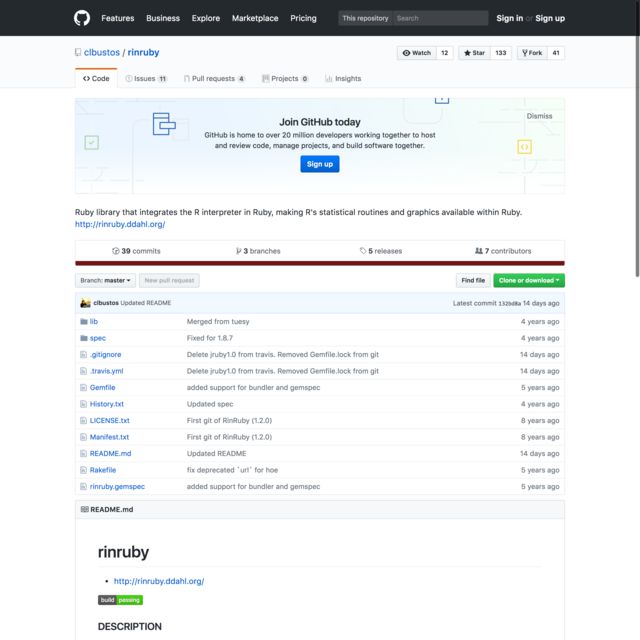 Features Business Explore Marketplace Pricing This repository Search Sign in or Sign up
clbustos / rinruby Watch 12 Star 133 Fork 41
Code Issues 11 Pull requests 4 Projects 0 Insights
Join GitHub today
Dismiss
GitHub is home to over 20 million developers working together to host
and review code, manage projects, and build software together.
Sign up
Ruby library that integrates the R interpreter in Ruby, making R's statistical routines and graphics available within Ruby.
http://rinruby.ddahl.org/
39 commits 3 branches 5 releases 7 contributors
Branch: master New pull request Find file Clone or download
clbustos Updated README Latest commit 132bd8a 14 days ago
lib Merged from tuesy 4 years ago
spec Fixed for 1.8.7 4 years ago
.gitignore Delete jruby1.0 from travis. Removed Gemfile.lock from git 14 days ago
.travis.yml Delete jruby1.0 from travis. Removed Gemfile.lock from git 14 days ago
Gemfile added support for bundler and gemspec 5 years ago
History.txt Updated spec 4 years ago
LICENSE.txt First git of RinRuby (1.2.0) 8 years ago
Manifest.txt First git of RinRuby (1.2.0) 8 years ago
README.md Updated README 14 days ago
Rakefile fix deprecated `url` for hoe 5 years ago
rinruby.gemspec added support for bundler and gemspec 5 years ago
README.md
rinruby
• http://rinruby.ddahl.org/
build passing
DESCRIPTION